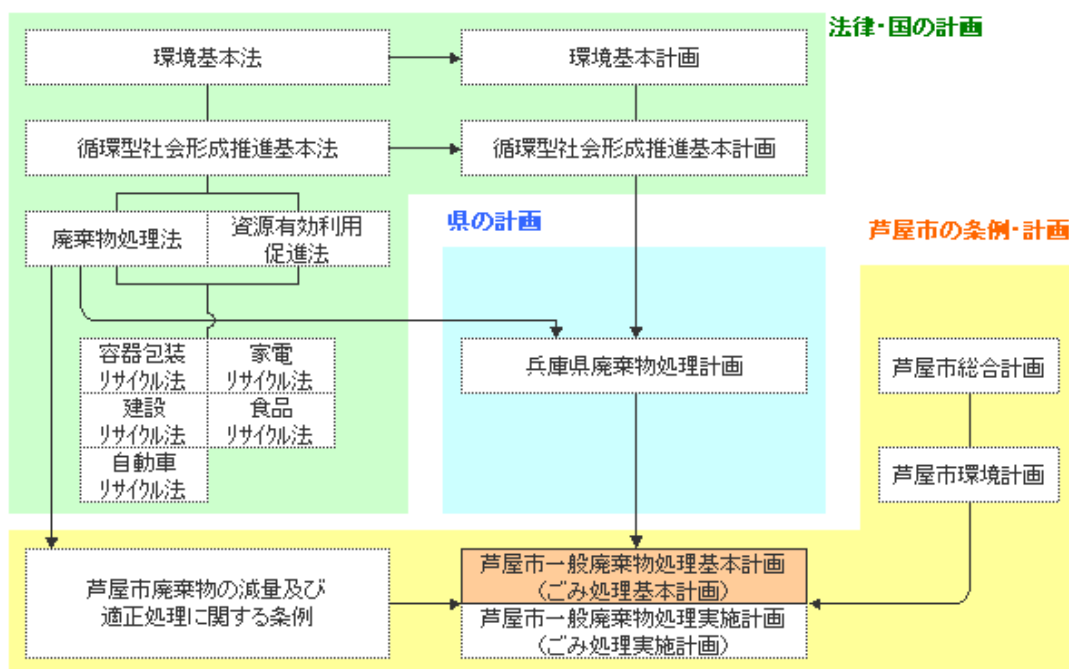 法律・国の計画
環境基本法
環境基本計画
循環型社会形成推進基本法
循環型社会形成推進基本計画
廃棄物処理法
資源有効利用
促進法
県の計画
芦屋市の条例・計画
容器包装
リサイクル法
家電
リサイクル法
建設
リサイクル法
食品
リサイクル法
自動車
リサイクル法
兵庫県廃棄物処理計画
芦屋市総合計画
芦屋市環境計画
芦屋市廃棄物の減量及び
適正処理に関する条例
芦屋市一般廃棄物処理基本計画
(ごみ処理基本計画)
芦屋市一般廃棄物処理実施計画
(ごみ処理実施計画)